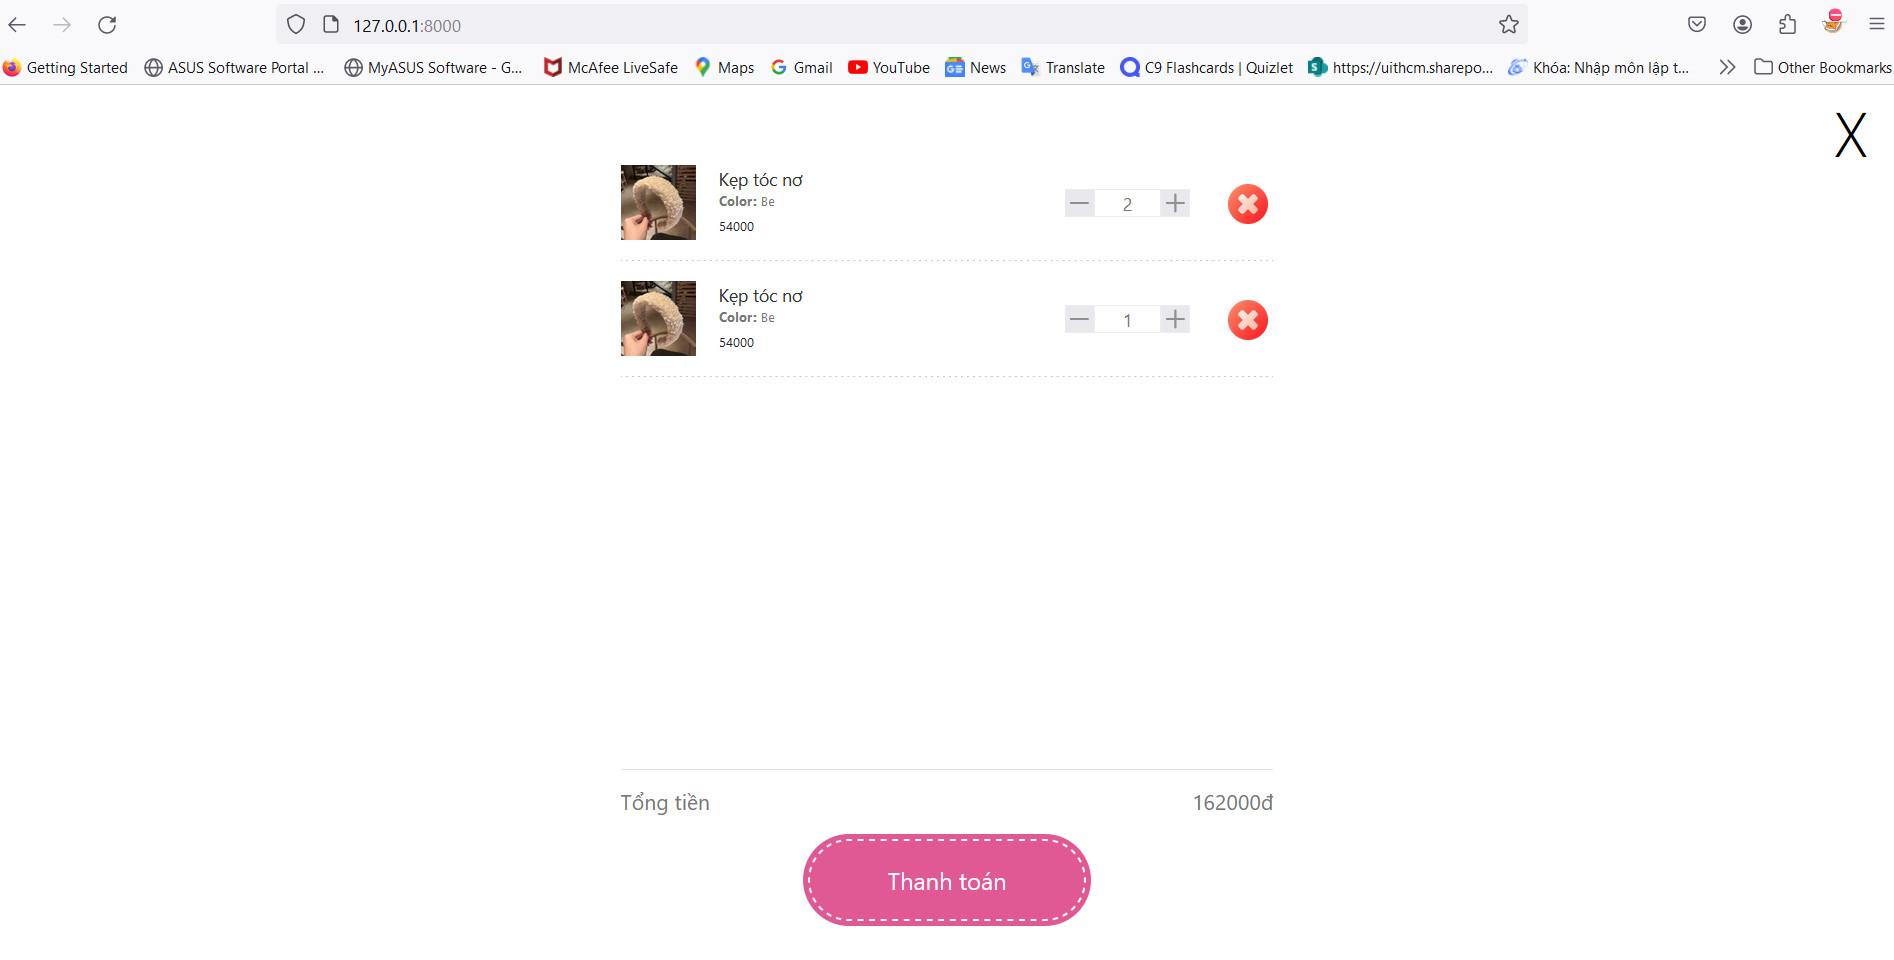 127.0.0.1:8000
Getting Started
ASUS Software Portal ...
MyASUS Software - G...
McAfee LiveSafe
Maps
Gmail
YouTube
News
Translate
C9 Flashcards | Quizlet
https://uithcm.sharepo...
Khóa: Nhập môn lập t...
Other Bookmarks
X
Kẹp tóc nơ
Color: Be
54000
2
Kẹp tóc nơ
Color: Be
54000
1
Tổng tiền 162000đ
Thanh toán